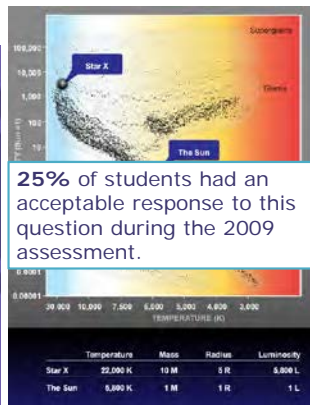 Supergiants
100,000
10,000
Star X
1,000
Giants
100
10
The Sun
25% of students had an
acceptable response to this
question during the 2009
assessment.
0.0001
0.00001
30,000 10,000 7,500 6,000 5,000 4,000 3,000
TEMPERATURE (K)
Temperature Mass Radius Luminosity
Star X 22,000 K 10 M 5 R 5,800 L
The Sun 5,800 K 1 M 1 R 1 L